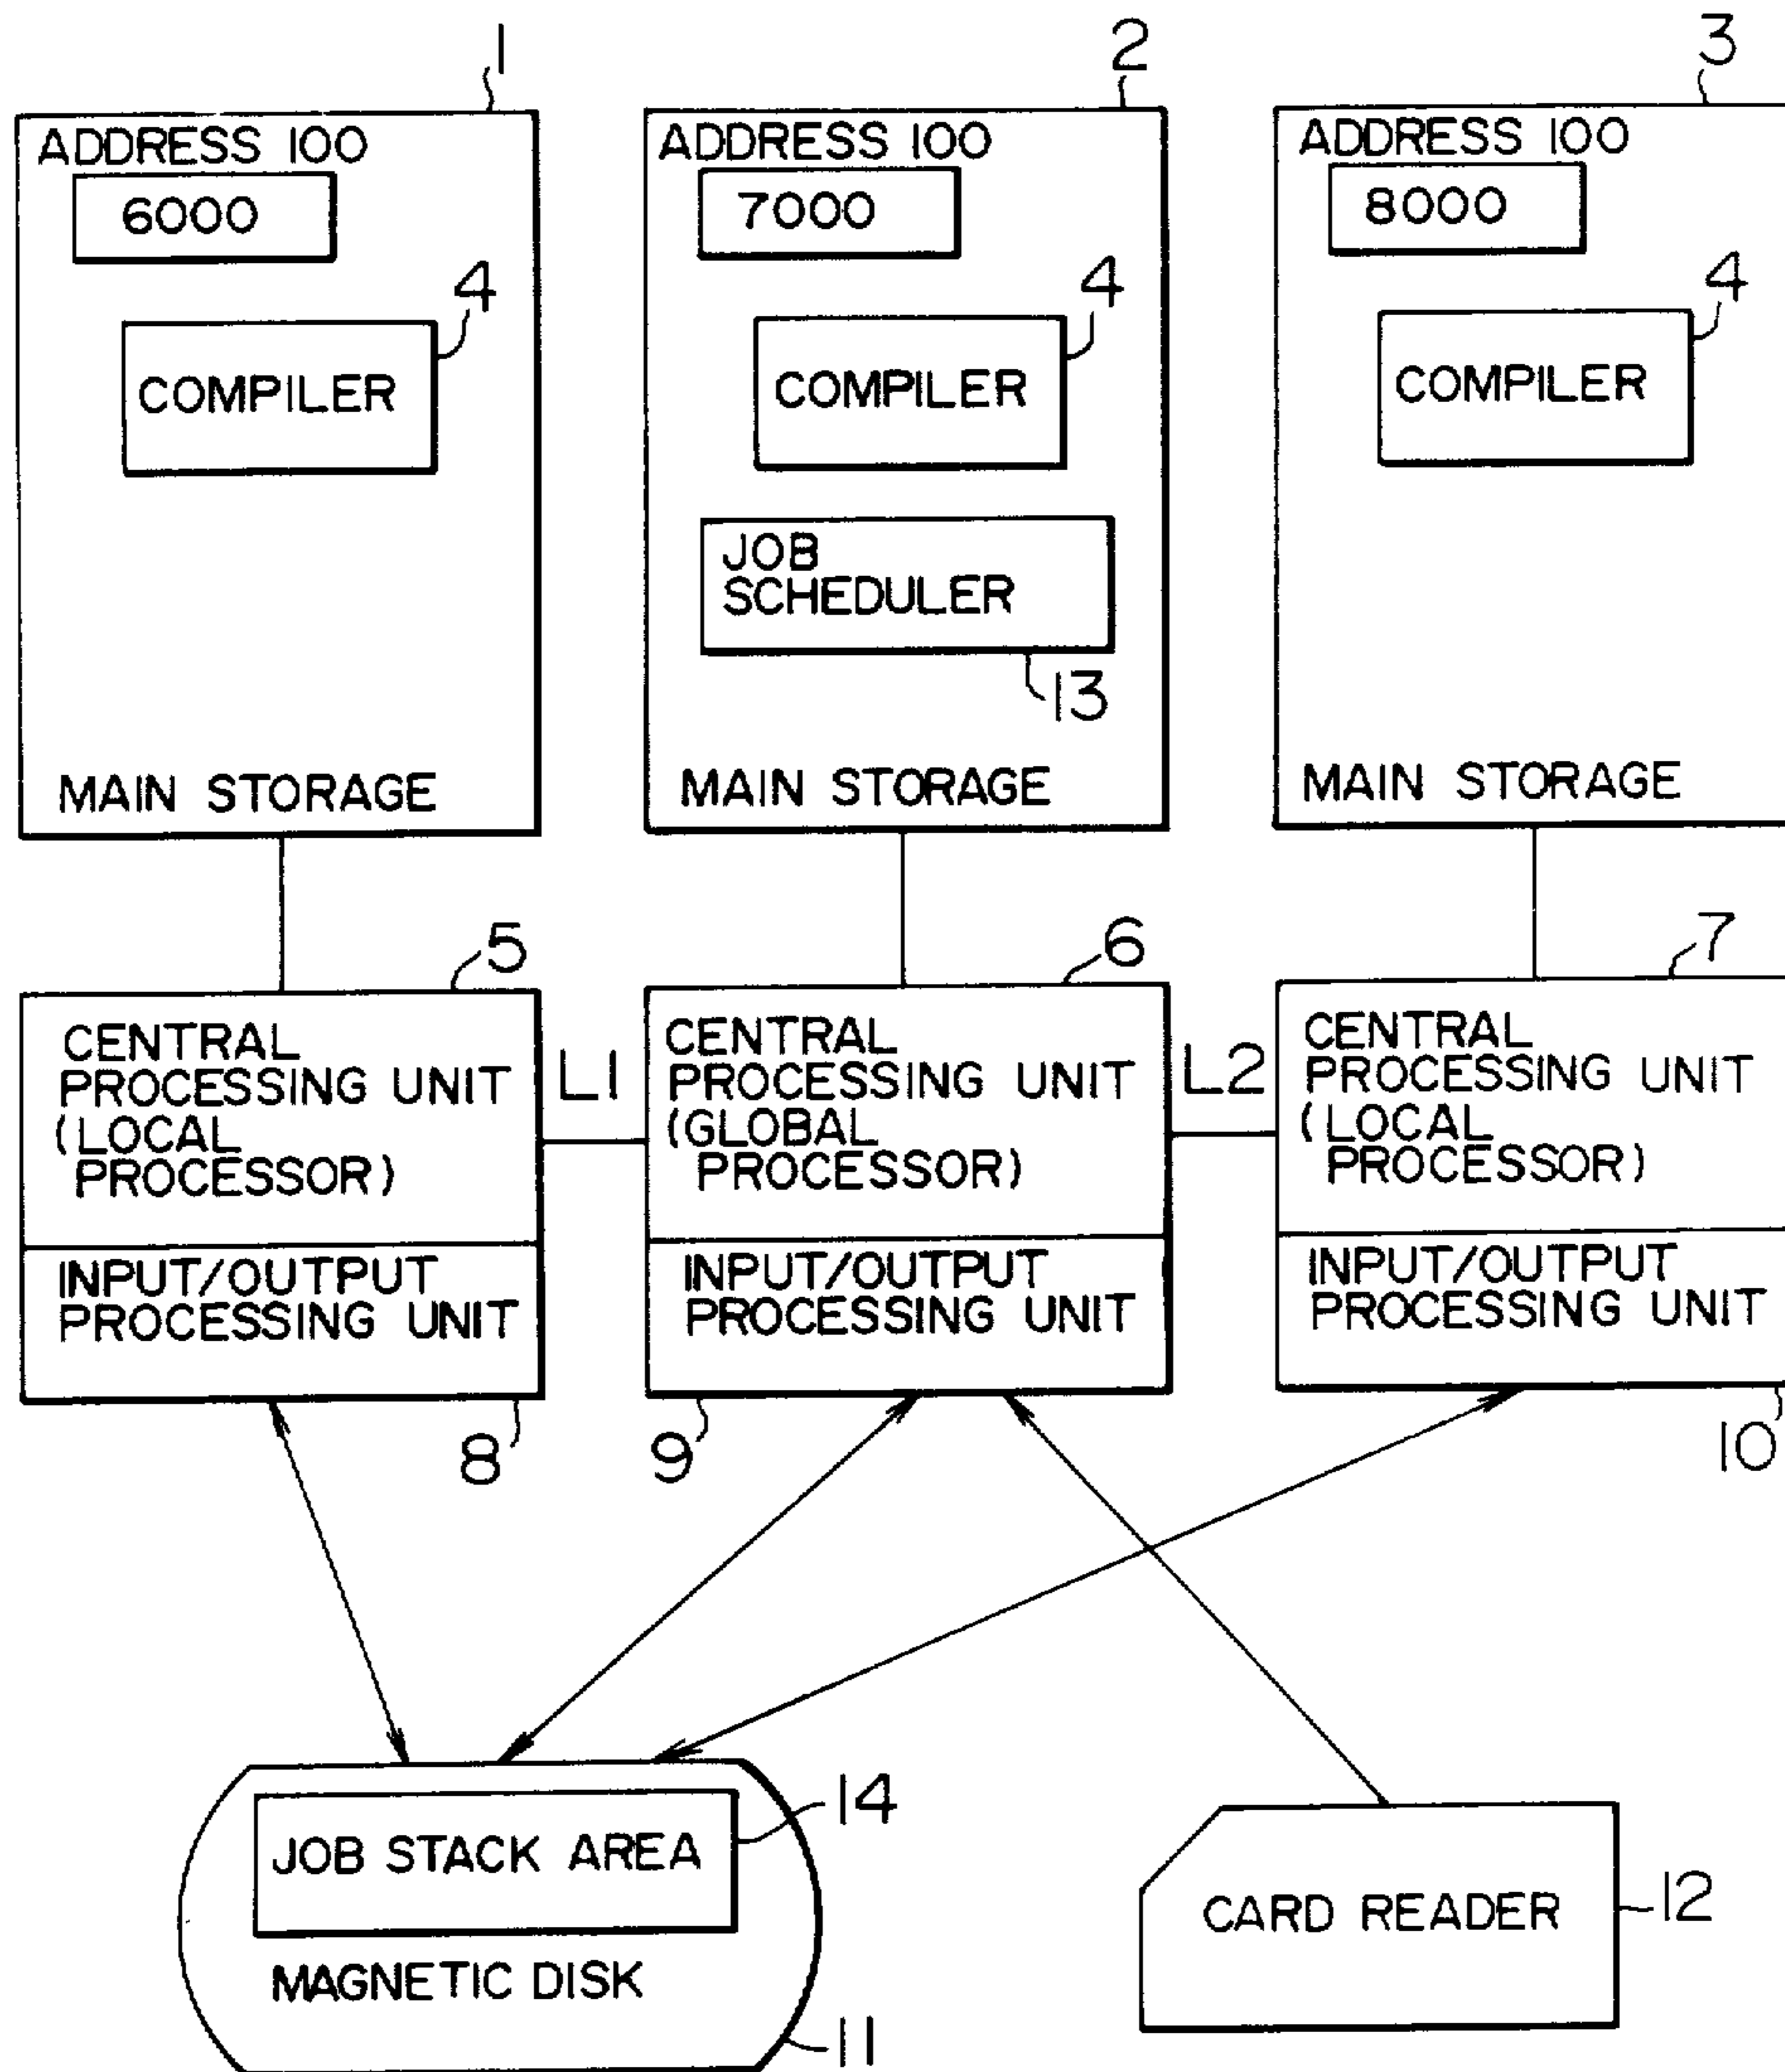 1
2
3
ADDRESS 100
6000
4
COMPILER
MAIN STORAGE
ADDRESS 100
7000
4
COMPILER
JOB
SCHEDULER
13
MAIN STORAGE
ADDRESS 100
8000
4
COMPILER
MAIN STORAGE
5
CENTRAL
PROCESSING UNIT
(LOCAL
PROCESSOR)
INPUT/OUTPUT
PROCESSING UNIT
8
L1
6
CENTRAL
PROCESSING UNIT
(GLOBAL
PROCESSOR)
INPUT/OUTPUT
PROCESSING UNIT
9
L2
7
CENTRAL
PROCESSING UNIT
(LOCAL
PROCESSOR)
INPUT/OUTPUT
PROCESSING UNIT
10
JOB STACK AREA
14
MAGNETIC DISK
11
CARD READER
12